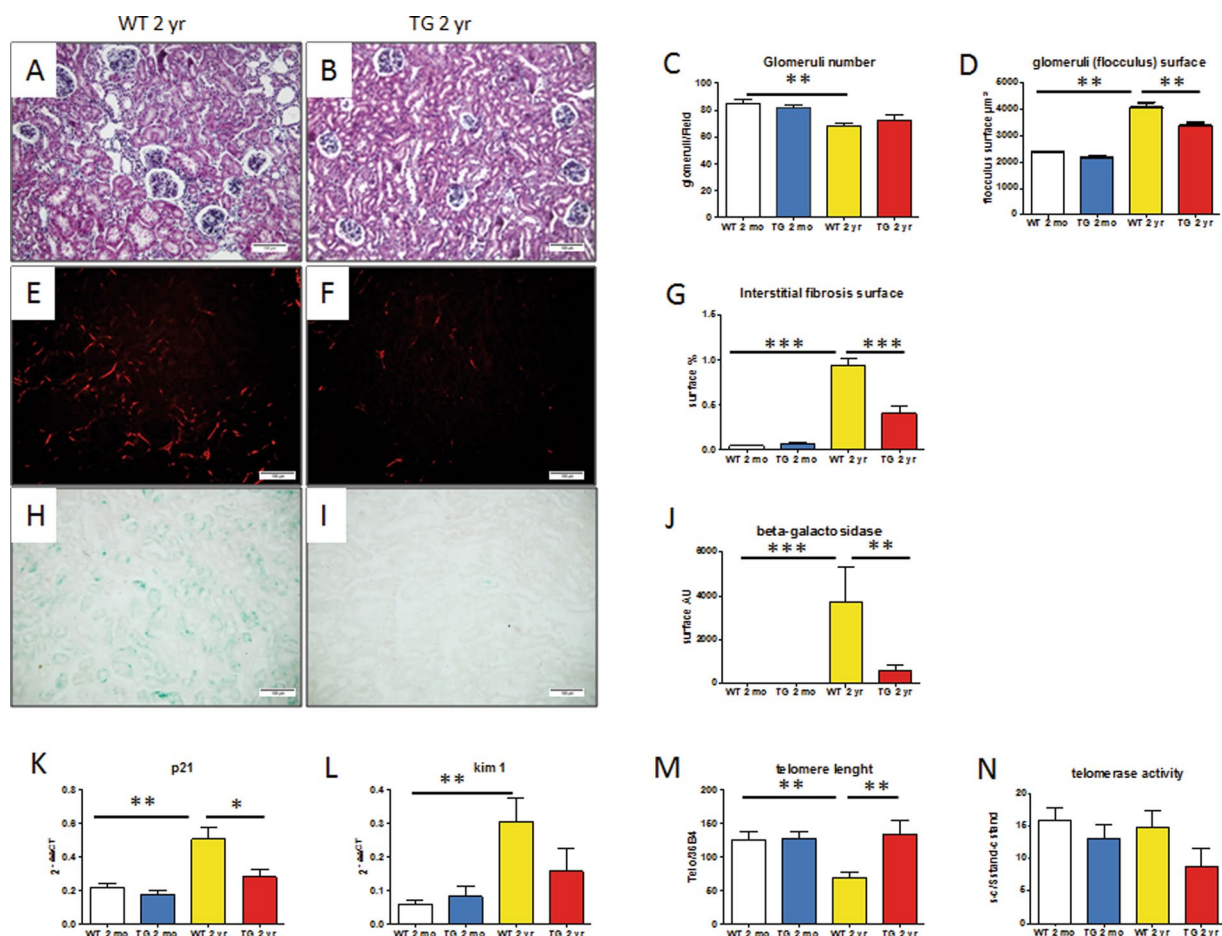 WT 2 yr
TG 2 yr
A
B
C
Glomeruli number
**
glomeruli/field
100
80
60
40
20
0
WT 2 mo TG 2 mo WT 2 yr TG 2 yr
D
glomeruli (flocculus) surface
** **
flocculus surface µm²
6000
5000
4000
3000
2000
1000
0
WT 2 mo TG 2 mo WT 2 yr TG 2 yr
E
F
G
Interstitial fibrosis surface
*** ***
surface %
1.5
1.0
0.5
0.0
WT 2 mo TG 2 mo WT 2 yr TG 2 yr
H
I
J
beta-galactosidase
*** **
surface AU
4000
2000
0
WT 2 mo TG 2 mo WT 2 yr TG 2 yr
K
p21
** *
0.8
0.6
0.4
0.2
0.0
WT 2 mo TG 2 mo WT 2 yr TG 2 yr
L
kim 1
**
0.4
0.3
0.2
0.1
0.0
WT 2 mo TG 2 mo WT 2 yr TG 2 yr
M
telomere lenght
** **
Telo/36B4
150
125
100
75
50
25
0
WT 2 mo TG 2 mo WT 2 yr TG 2 yr
N
telomerase activity
20
15
10
5
0
WT 2 mo TG 2 mo WT 2 yr TG 2 yr